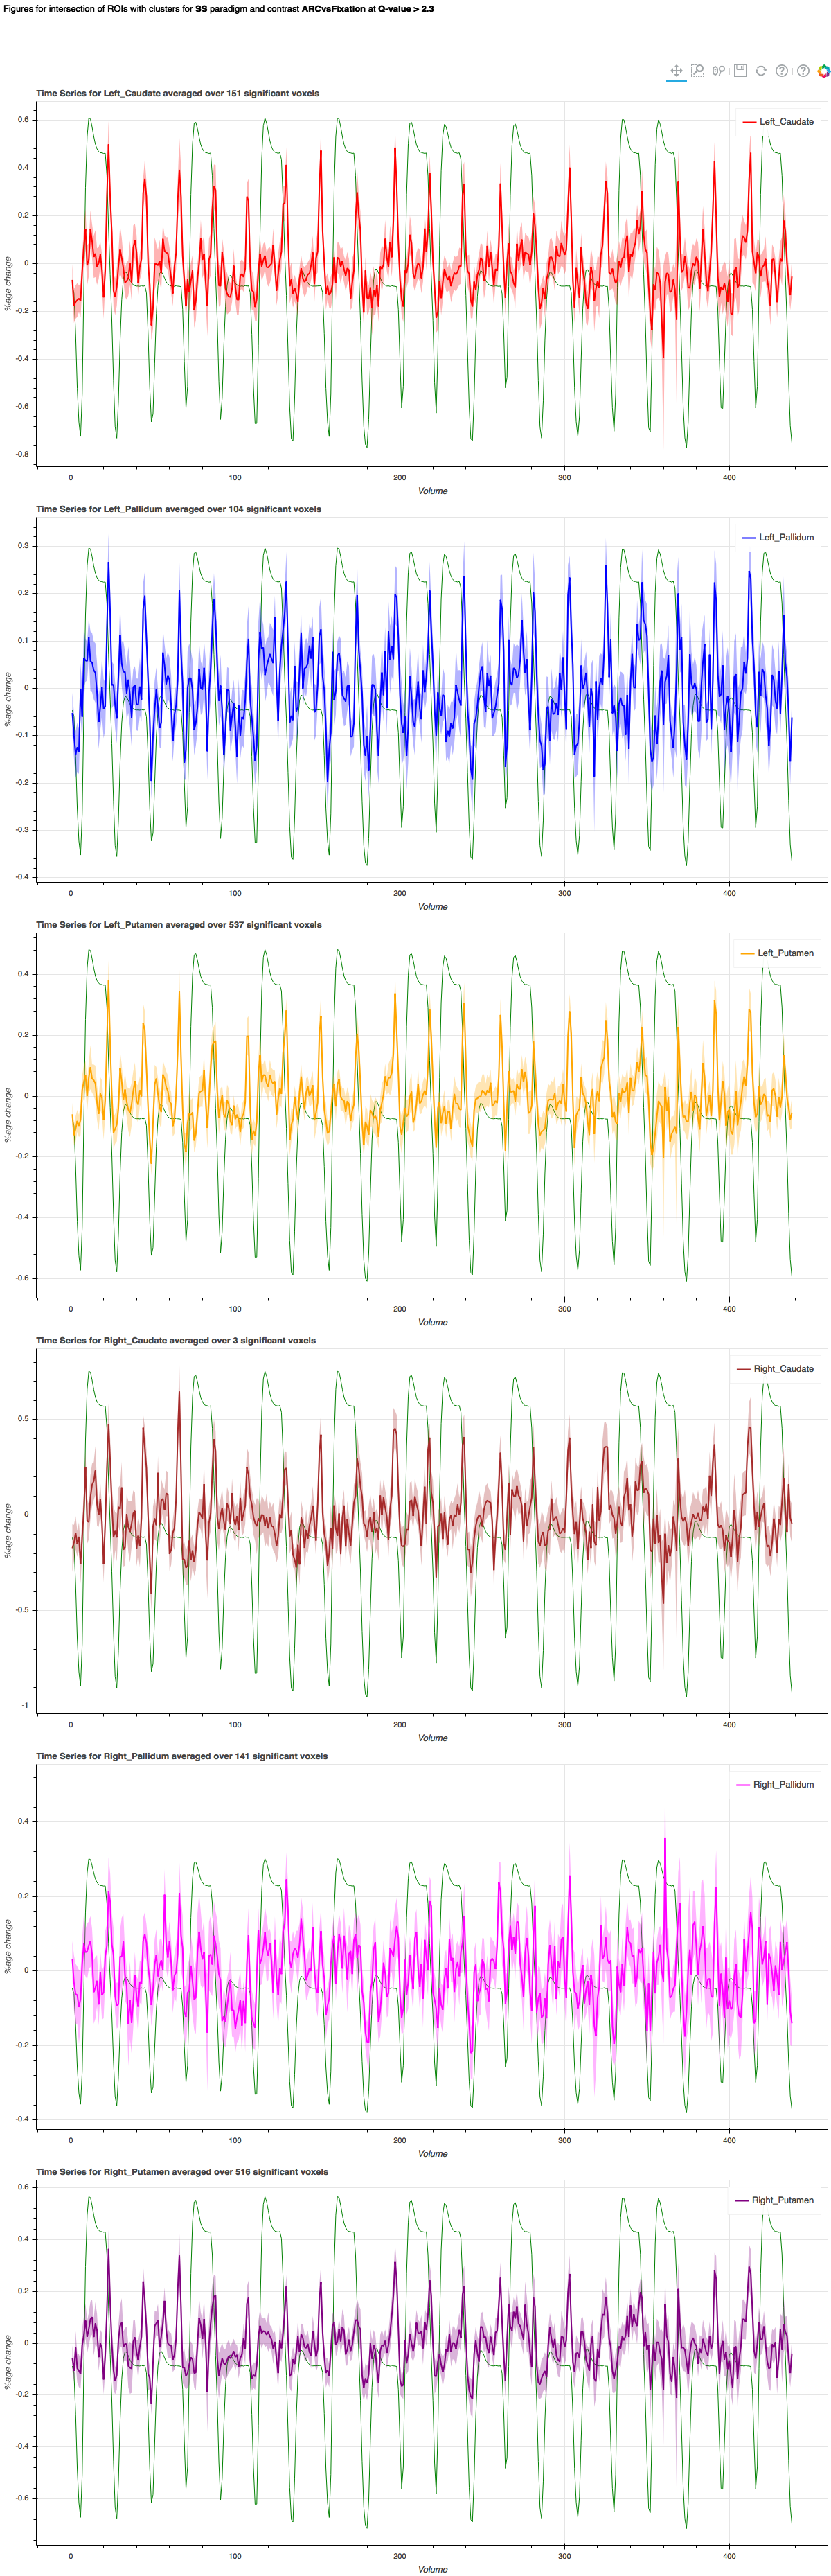 Figures for intersection of ROIs with clusters for SS paradigm and contrast ARCvsFixation at Q-value > 2.3
Time Series for Left_Caudate averaged over 151 significant voxels
Left_Caudate
0.6
0.4
0.2
0
-0.2
-0.4
-0.6
-0.8
%age change
0 100 200 300 400
Volume
Time Series for Left_Pallidum averaged over 104 significant voxels
Left_Pallidum
0.3
0.2
0.1
0
-0.1
-0.2
-0.3
-0.4
%age change
0 100 200 300 400
Volume
Time Series for Left_Putamen averaged over 537 significant voxels
Left_Putamen
0.4
0.2
0
-0.2
-0.4
-0.6
%age change
0 100 200 300 400
Volume
Time Series for Right_Caudate averaged over 3 significant voxels
Right_Caudate
0.5
0
-0.5
-1
%age change
0 100 200 300 400
Volume
Time Series for Right_Pallidum averaged over 141 significant voxels
Right_Pallidum
0.4
0.2
0
-0.2
-0.4
%age change
0 100 200 300 400
Volume
Time Series for Right_Putamen averaged over 516 significant voxels
Right_Putamen
0.6
0.4
0.2
0
-0.2
-0.4
-0.6
%age change
0 100 200 300 400
Volume